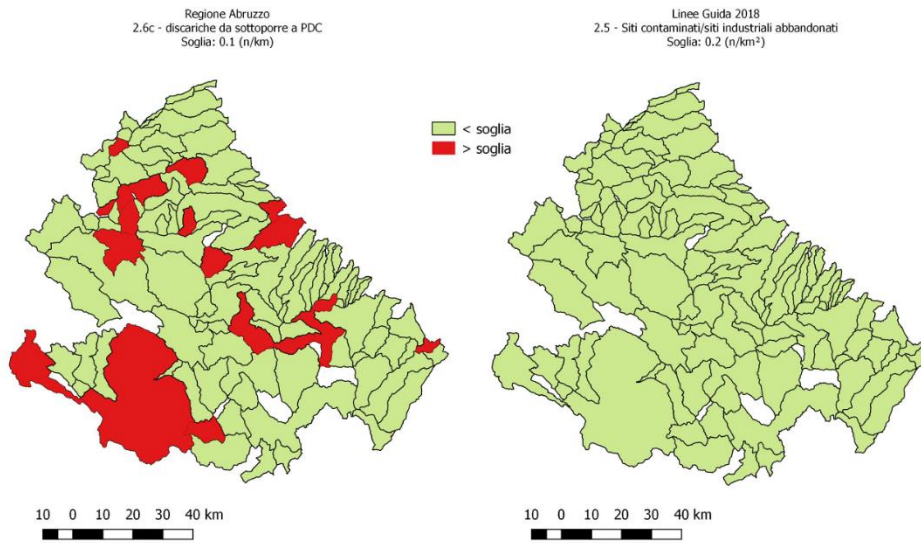 Regione Abruzzo
2.6c - discariche da sottoporre a PDC
Soglia: 0.1 (n/km)
Linee Guida 2018
2.5 - Siti contaminati/siti industriali abbandonati
Soglia: 0.2 (n/km²)
< soglia
> soglia
10 0 10 20 30 40 km
10 0 10 20 30 40 km